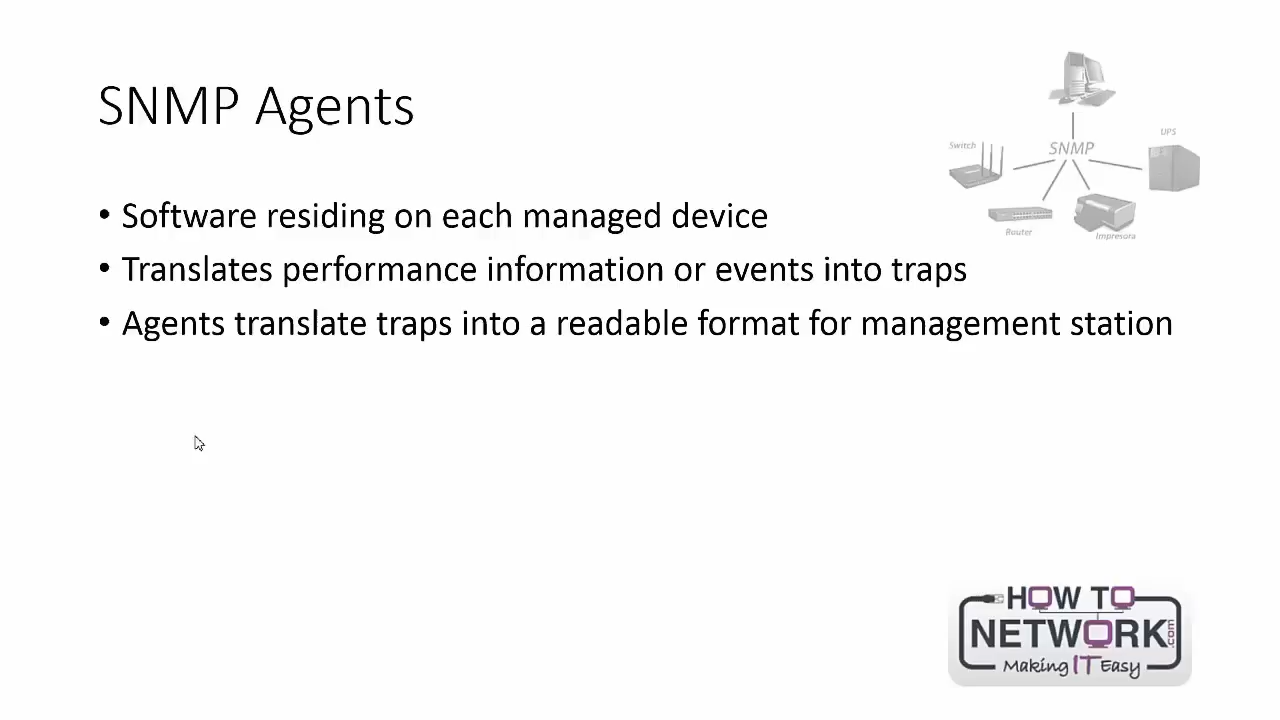 SNMP Agents
• Software residing on each managed device
• Translates performance information or events into traps
• Agents translate traps into a readable format for management station
Switch
SNMP
UPS
Router
Impresora
HOW TO
NETWORK.com
Making IT Easy